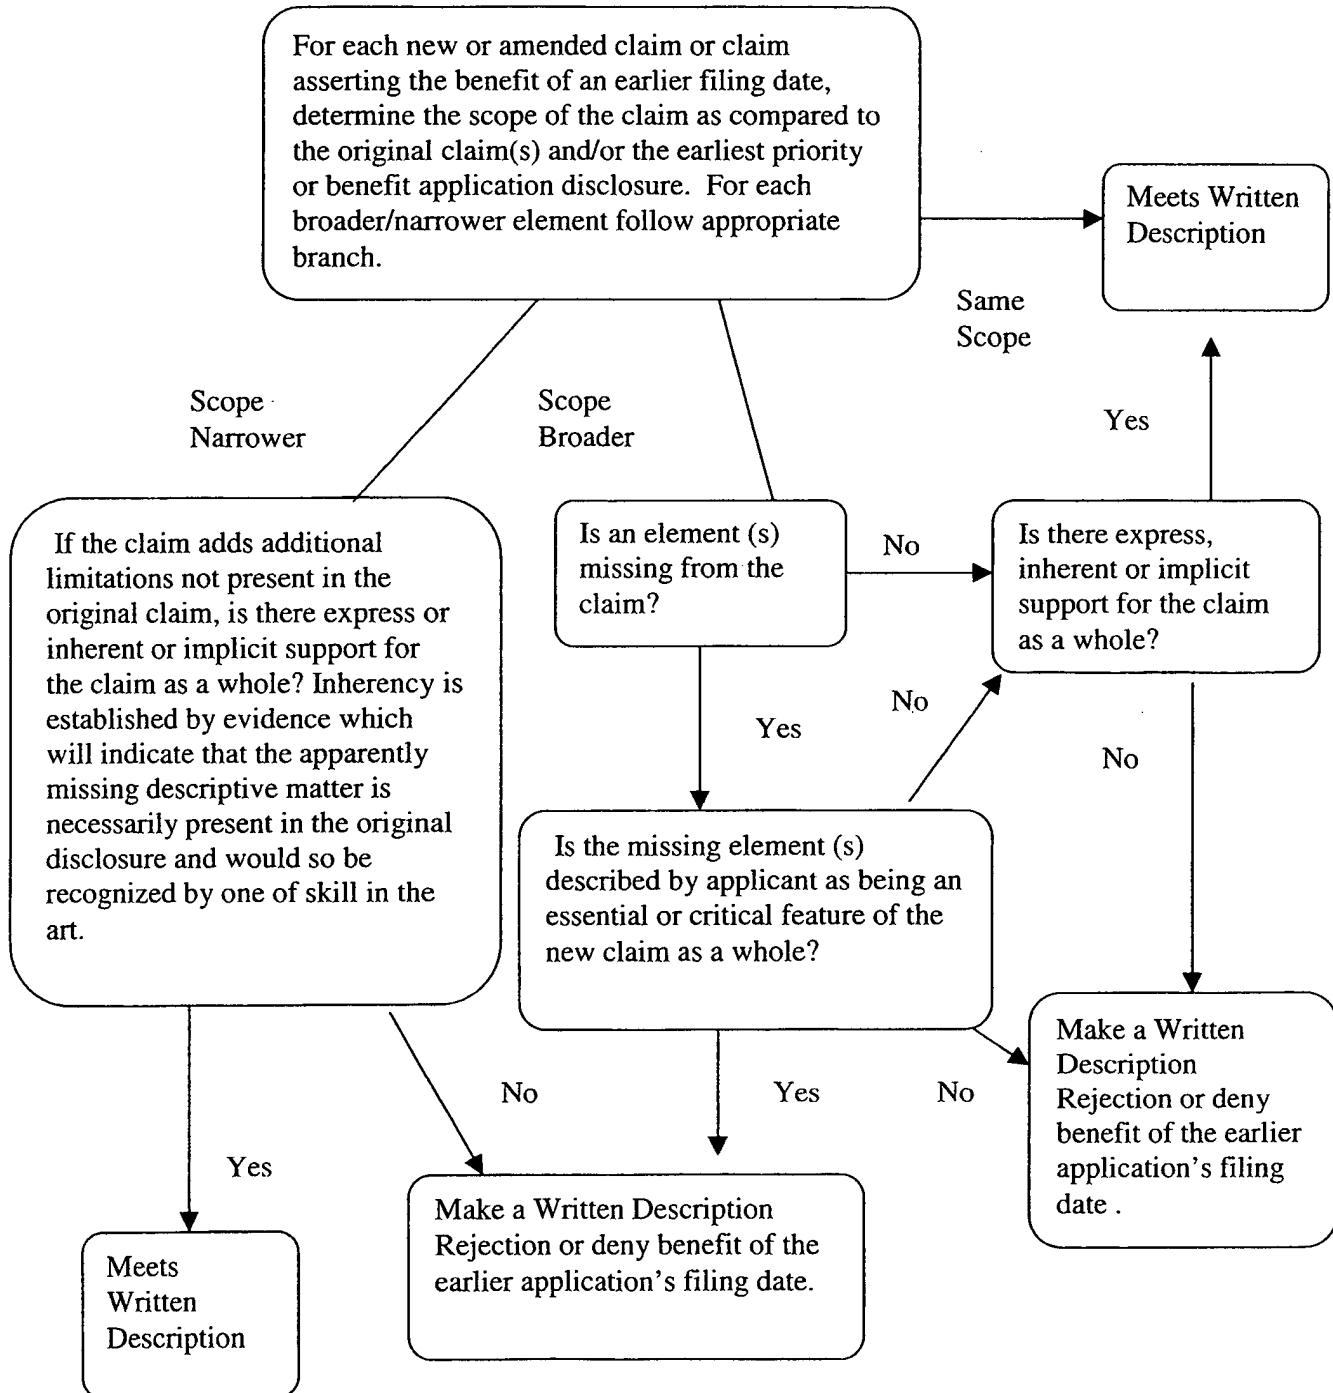 For each new or amended claim or claim
asserting the benefit of an earlier filing date,
determine the scope of the claim as compared to
the original claim(s) and/or the earliest priority
or benefit application disclosure. For each
broader/narrower element follow appropriate
branch.
Meets Written
Description
Same
Scope
Scope
Narrower
Scope
Broader
Yes
If the claim adds additional
limitations not present in the
original claim, is there express or
inherent or implicit support for
the claim as a whole? Inherency is
established by evidence which
will indicate that the apparently
missing descriptive matter is
necessarily present in the original
disclosure and would so be
recognized by one of skill in the
art.
Is an element (s)
missing from the
claim?
No
Is there express,
inherent or implicit
support for the claim
as a whole?
Yes
No
No
Is the missing element (s)
described by applicant as being an
essential or critical feature of the
new claim as a whole?
Make a Written
Description
Rejection or deny
benefit of the earlier
application's filing
date .
No
Yes
No
Yes
Meets
Written
Description
Make a Written Description
Rejection or deny benefit of the
earlier application's filing date.